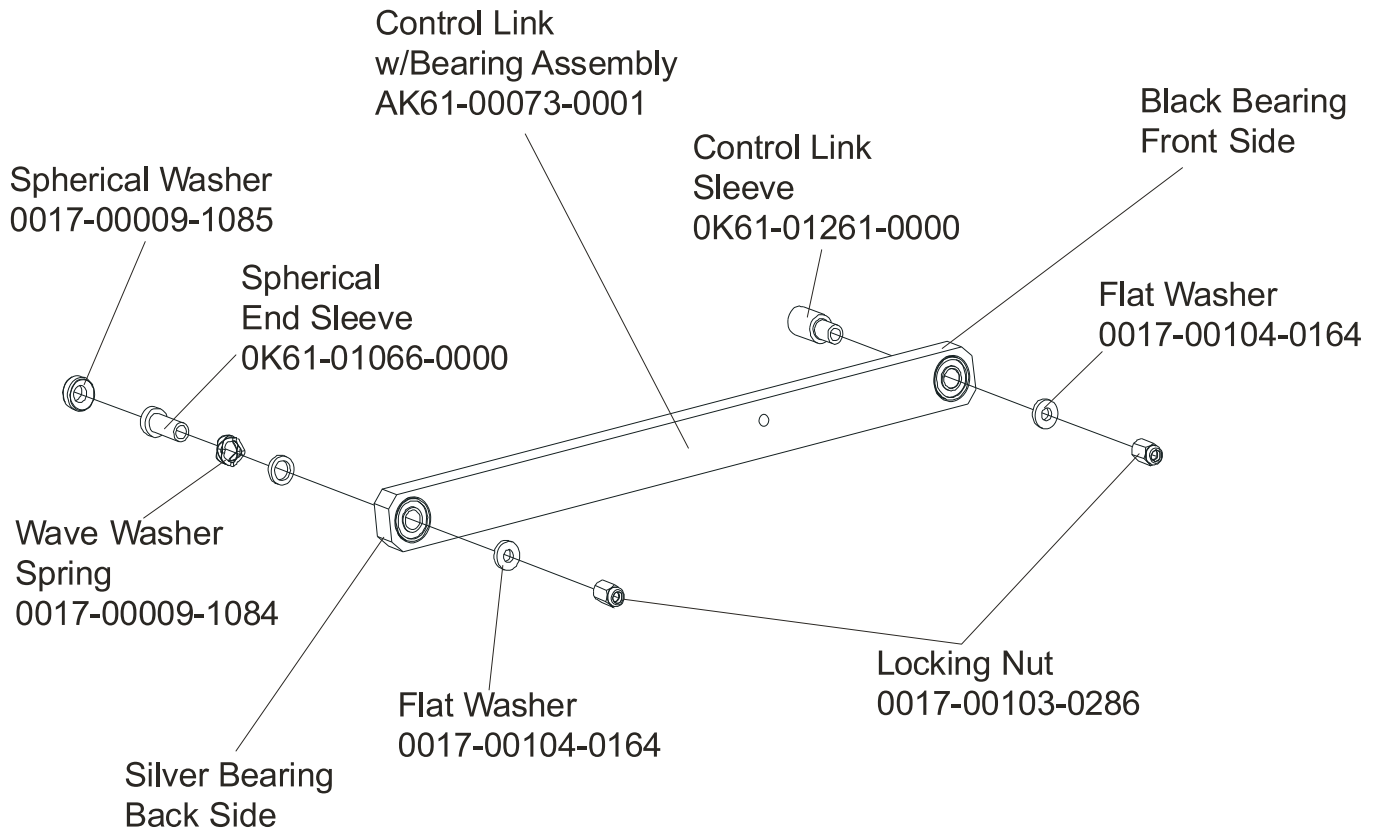 Control Link
w/Bearing Assembly
AK61-00073-0001
Black Bearing
Front Side
Control Link
Sleeve
0K61-01261-0000
Spherical Washer
0017-00009-1085
Spherical
End Sleeve
0K61-01066-0000
Flat Washer
0017-00104-0164
Wave Washer
Spring
0017-00009-1084
Locking Nut
0017-00103-0286
Flat Washer
0017-00104-0164
Silver Bearing
Back Side